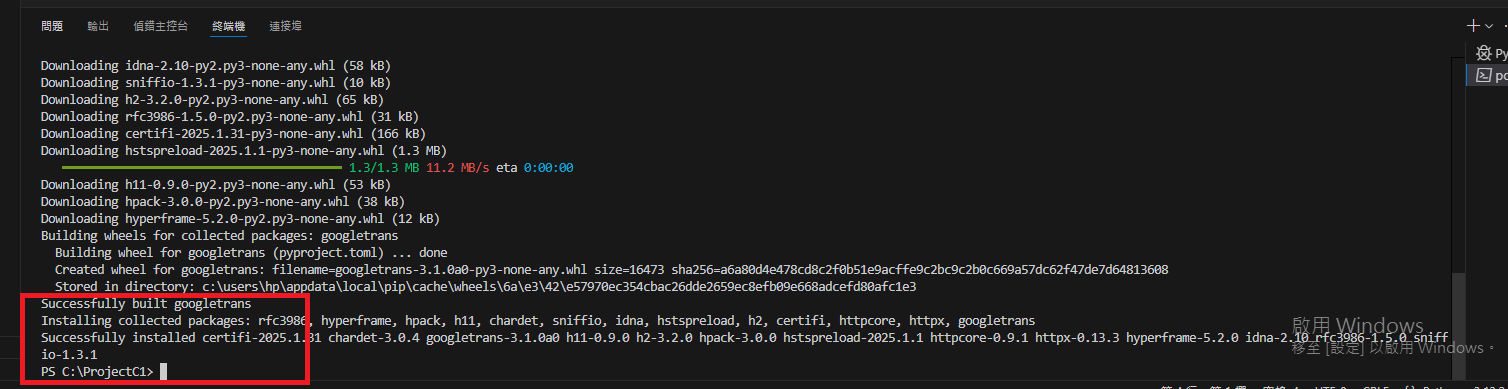 問題 輸出 偵錯主控台 終端機 連接埠
Downloading idna-2.10-py2.py3-none-any.whl (58 kB)
Downloading sniffio-1.3.1-py3-none-any.whl (10 kB)
Downloading h2-3.2.0-py2.py3-none-any.whl (65 kB)
Downloading rfc3986-1.5.0-py2.py3-none-any.whl (31 kB)
Downloading certifi-2025.1.31-py3-none-any.whl (166 kB)
Downloading hstspreload-2025.1.1-py3-none-any.whl (1.3 MB)
1.3/1.3 MB 11.2 MB/s eta 0:00:00
Downloading h11-0.9.0-py2.py3-none-any.whl (53 kB)
Downloading hpack-3.0.0-py2.py3-none-any.whl (38 kB)
Downloading hyperframe-5.2.0-py2.py3-none-any.whl (12 kB)
Building wheels for collected packages: googletrans
Building wheel for googletrans (pyproject.toml) ... done
Created wheel for googletrans: filename=googletrans-3.1.0a0-py3-none-any.whl size=16473 sha256=a6a80d4e478cd8c2f0b51e9acffe9c2bc9c2b0c669a57dc62f47de7d64813608
Stored in directory: c:\users\hp\appdata\local\pip\cache\wheels\6a\e3\42\e57970ec354cbac26dde2659ec8efb09e668adcefd80afc1e3
Successfully built googletrans
Installing collected packages: rfc3986, hyperframe, hpack, h11, chardet, sniffio, idna, hstspreload, h2, certifi, httpcore, httpx, googletrans
Successfully installed certifi-2025.1.31 chardet-3.0.4 googletrans-3.1.0a0 h11-0.9.0 h2-3.2.0 hpack-3.0.0 hstspreload-2025.1.1 httpcore-0.9.1 httpx-0.13.3 hyperframe-5.2.0 idna-2.10 rfc3986-1.5.0 sniff
io-1.3.1
PS C:\ProjectC1>
啟用 Windows
移至 [設定] 以啟用 Windows。
Py